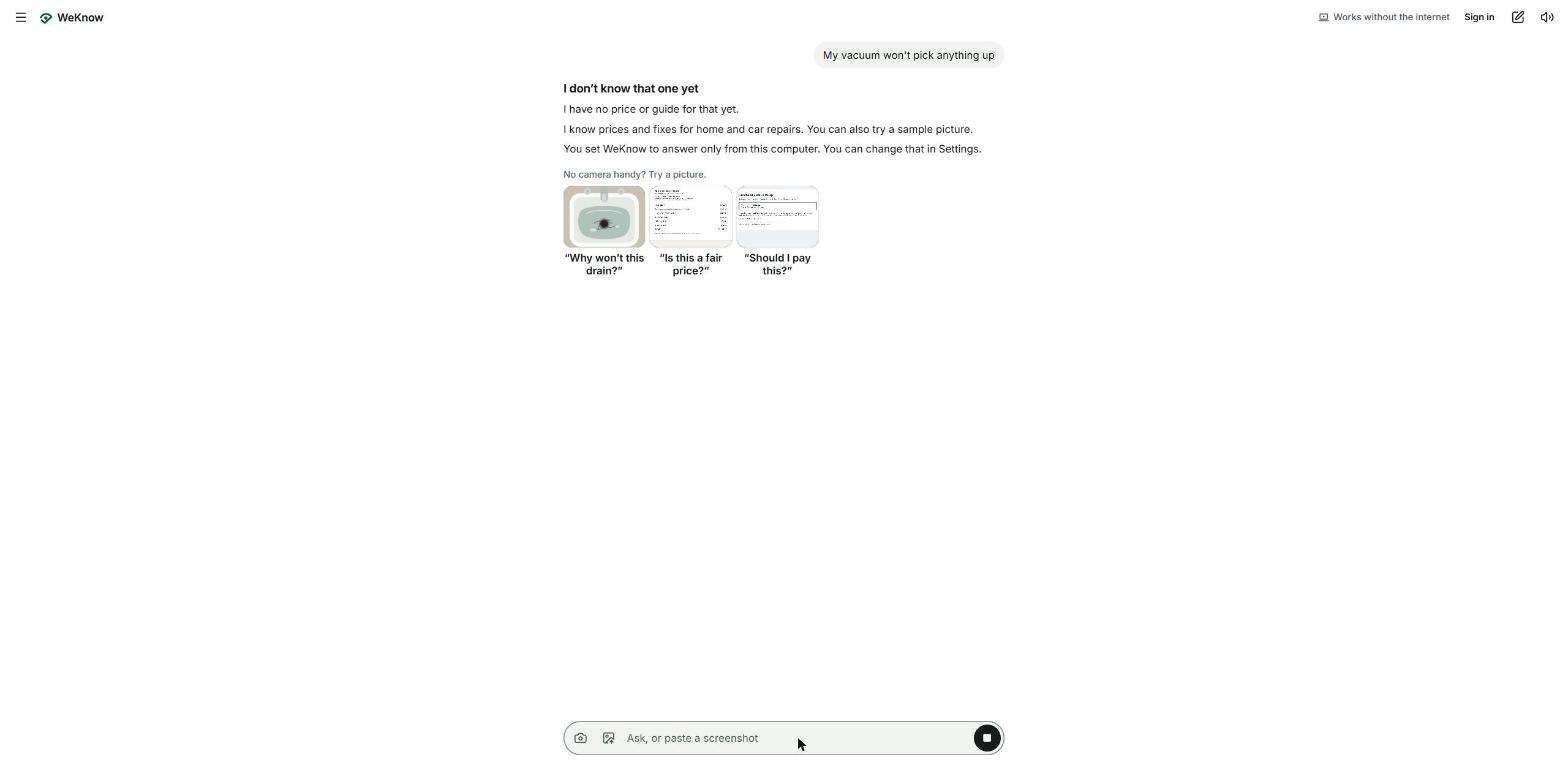 WeKnow
Works without the internet
Sign in
My vacuum won't pick anything up
I don’t know that one yet
I have no price or guide for that yet.
I know prices and fixes for home and car repairs. You can also try a sample picture.
You set WeKnow to answer only from this computer. You can change that in Settings.
No camera handy? Try a picture.
“Why won’t this
drain?”
“Is this a fair
price?”
“Should I pay
this?”
Ask, or paste a screenshot